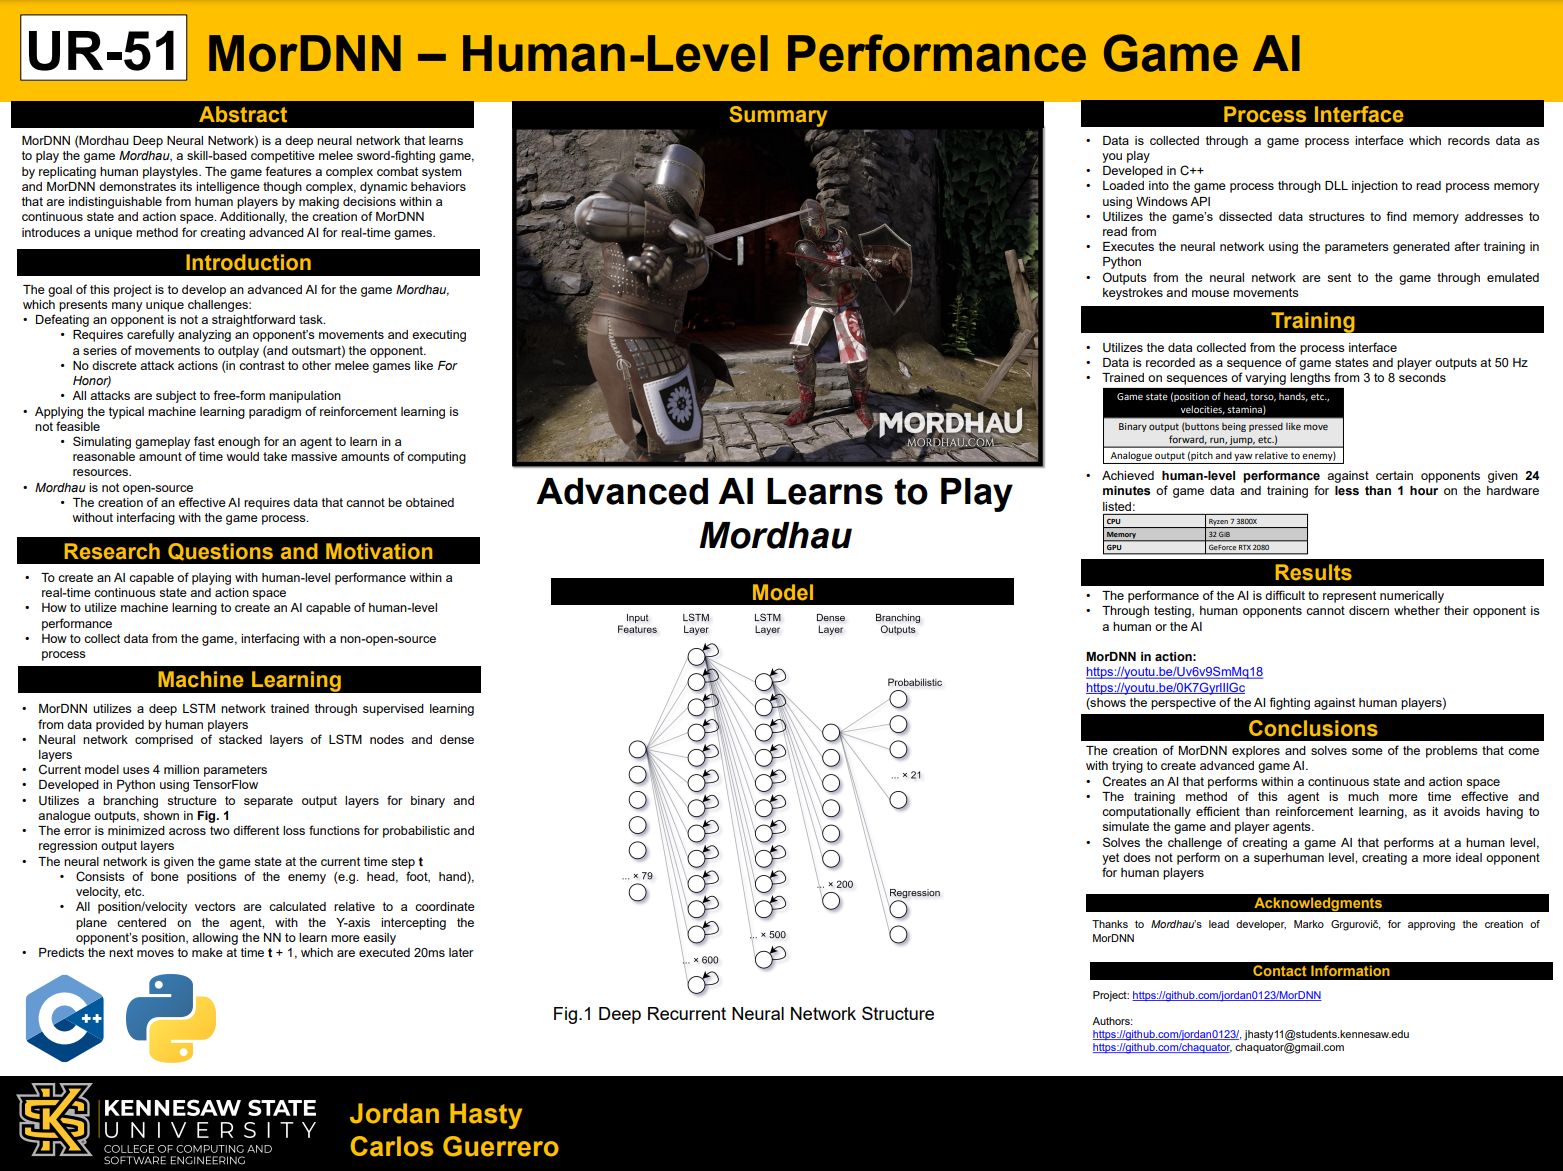 UR-51
MorDNN – Human-Level Performance Game AI
Abstract
MorDNN (Mordhau Deep Neural Network) is a deep neural network that learns
to play the game Mordhau, a skill-based competitive melee sword-fighting game,
by replicating human playstyles. The game features a complex combat system
and MorDNN demonstrates its intelligence though complex, dynamic behaviors
that are indistinguishable from human players by making decisions within a
continuous state and action space. Additionally, the creation of MorDNN
introduces a unique method for creating advanced AI for real-time games.
Introduction
The goal of this project is to develop an advanced AI for the game Mordhau,
which presents many unique challenges:
• Defeating an opponent is not a straightforward task.
• Requires carefully analyzing an opponent's movements and executing
a series of movements to outplay (and outsmart) the opponent.
• No discrete attack actions (in contrast to other melee games like For
Honor)
• All attacks are subject to free-form manipulation
• Applying the typical machine learning paradigm of reinforcement learning is
not feasible
• Simulating gameplay fast enough for an agent to learn in a
reasonable amount of time would take massive amounts of computing
resources.
• Mordhau is not open-source
• The creation of an effective AI requires data that cannot be obtained
without interfacing with the game process.
Research Questions and Motivation
• To create an AI capable of playing with human-level performance within a
real-time continuous state and action space
• How to utilize machine learning to create an AI capable of human-level
performance
• How to collect data from the game, interfacing with a non-open-source
process
Machine Learning
• MorDNN utilizes a deep LSTM network trained through supervised learning
from data provided by human players
• Neural network comprised of stacked layers of LSTM nodes and dense
layers
• Current model uses 4 million parameters
• Developed in Python using TensorFlow
• Utilizes a branching structure to separate output layers for binary and
analogue outputs, shown in Fig. 1
• The error is minimized across two different loss functions for probabilistic and
regression output layers
• The neural network is given the game state at the current time step t
• Consists of bone positions of the enemy (e.g. head, foot, hand),
velocity, etc.
• All position/velocity vectors are calculated relative to a coordinate
plane centered on the agent, with the Y-axis intercepting the
opponent's position, allowing the NN to learn more easily
• Predicts the next moves to make at time t + 1, which are executed 20ms later
C ++
Summary
MORDHAU
MORDHAU.COM
Advanced AI Learns to Play
Mordhau
Model
Input
Features
LSTM
Layer
LSTM
Layer
Dense
Layer
Branching
Outputs
Probabilistic
... × 21
... × 79
... × 200
Regression
... × 500
... × 600
Fig.1 Deep Recurrent Neural Network Structure
Process Interface
• Data is collected through a game process interface which records data as
you play
• Developed in C++
• Loaded into the game process through DLL injection to read process memory
using Windows API
• Utilizes the game's dissected data structures to find memory addresses to
read from
• Executes the neural network using the parameters generated after training in
Python
• Outputs from the neural network are sent to the game through emulated
keystrokes and mouse movements
Training
• Utilizes the data collected from the process interface
• Data is recorded as a sequence of game states and player outputs at 50 Hz
• Trained on sequences of varying lengths from 3 to 8 seconds
Game state (position of head, torso, hands, etc.,
velocities, stamina)
Binary output (buttons being pressed like move
forward, run, jump, etc.)
Analogue output (pitch and yaw relative to enemy)
• Achieved human-level performance against certain opponents given 24
minutes of game data and training for less than 1 hour on the hardware
listed:
CPU Ryzen 7 3800X
Memory 32 GiB
GPU GeForce RTX 2080
Results
• The performance of the AI is difficult to represent numerically
• Through testing, human opponents cannot discern whether their opponent is
a human or the AI
MorDNN in action:
https://youtu.be/Uv6v9SmMq18
https://youtu.be/0K7GyrIlIGc
(shows the perspective of the AI fighting against human players)
Conclusions
The creation of MorDNN explores and solves some of the problems that come
with trying to create advanced game AI.
• Creates an AI that performs within a continuous state and action space
• The training method of this agent is much more time effective and
computationally efficient than reinforcement learning, as it avoids having to
simulate the game and player agents.
• Solves the challenge of creating a game AI that performs at a human level,
yet does not perform on a superhuman level, creating a more ideal opponent
for human players
Acknowledgments
Thanks to Mordhau's lead developer, Marko Grgurovič, for approving the creation of
MorDNN
Contact Information
Project: https://github.com/jordan0123/MorDNN
Authors:
https://github.com/jordan0123/, jhasty11@students.kennesaw.edu
https://github.com/chaquator, chaquator@gmail.com
KS
KENNESAW STATE
UNIVERSITY
COLLEGE OF COMPUTING AND
SOFTWARE ENGINEERING
Jordan Hasty
Carlos Guerrero